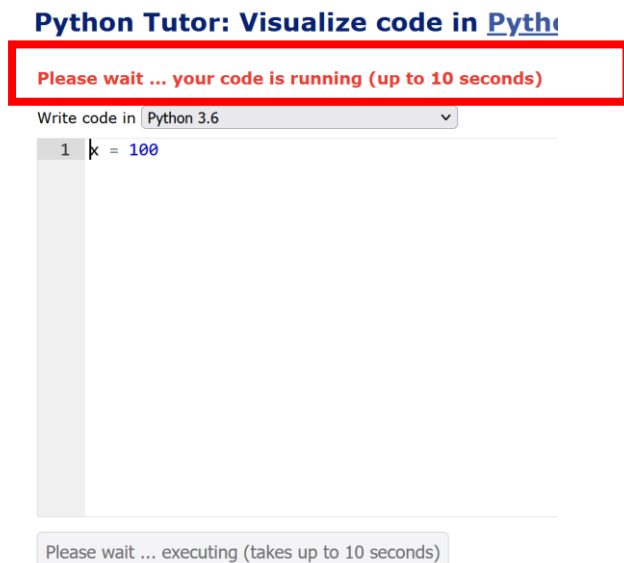 Python Tutor: Visualize code in Pyth
Please wait ... your code is running (up to 10 seconds)
Write code in Python 3.6
1 x = 100
Please wait ... executing (takes up to 10 seconds)